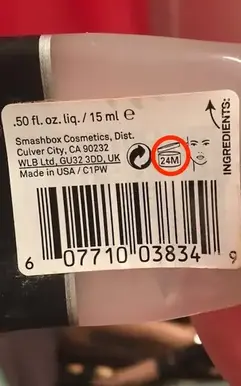 .50 fl. oz. liq. / 15 ml ℮
Smashbox Cosmetics, Dist.
Culver City, CA 90232
WLB Ltd, GU32 3DD, UK
Made in USA / C1PW
24M
INGREDIENTS:
6 07710 03834 9